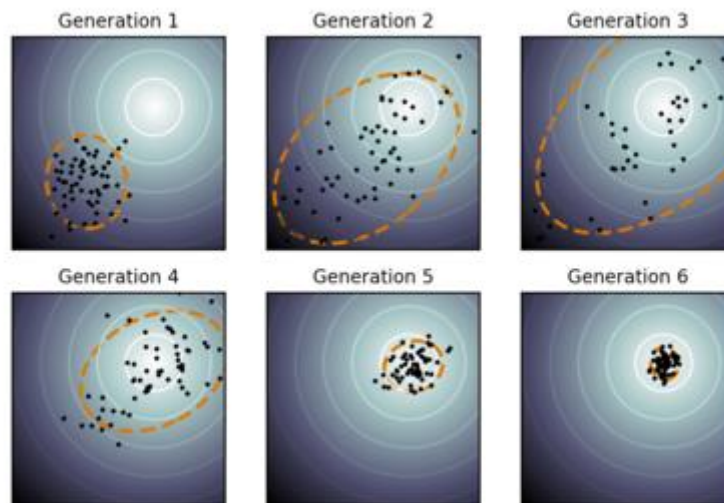 Generation 1
Generation 2
Generation 3
Generation 4
Generation 5
Generation 6